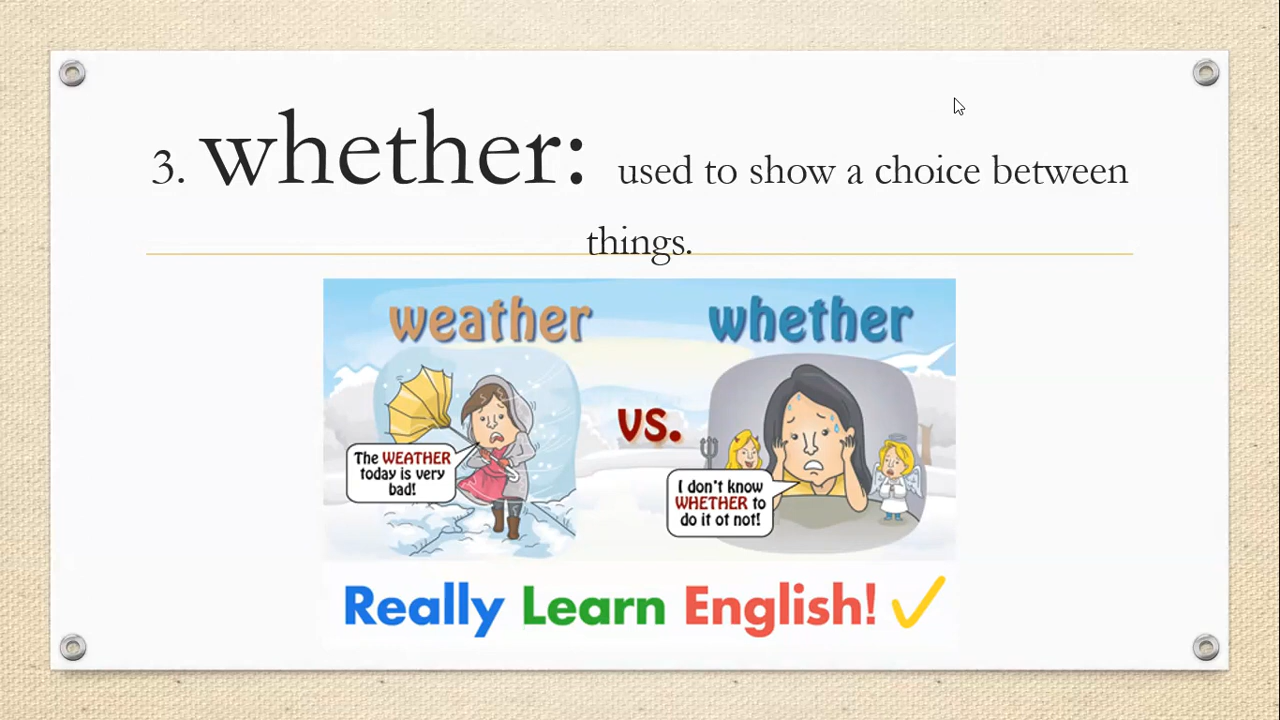 3. whether: used to show a choice between
things.
weather
whether
vs.
The WEATHER
today is very
bad!
I don't know
WHETHER to
do it ot not!
Really Learn English!